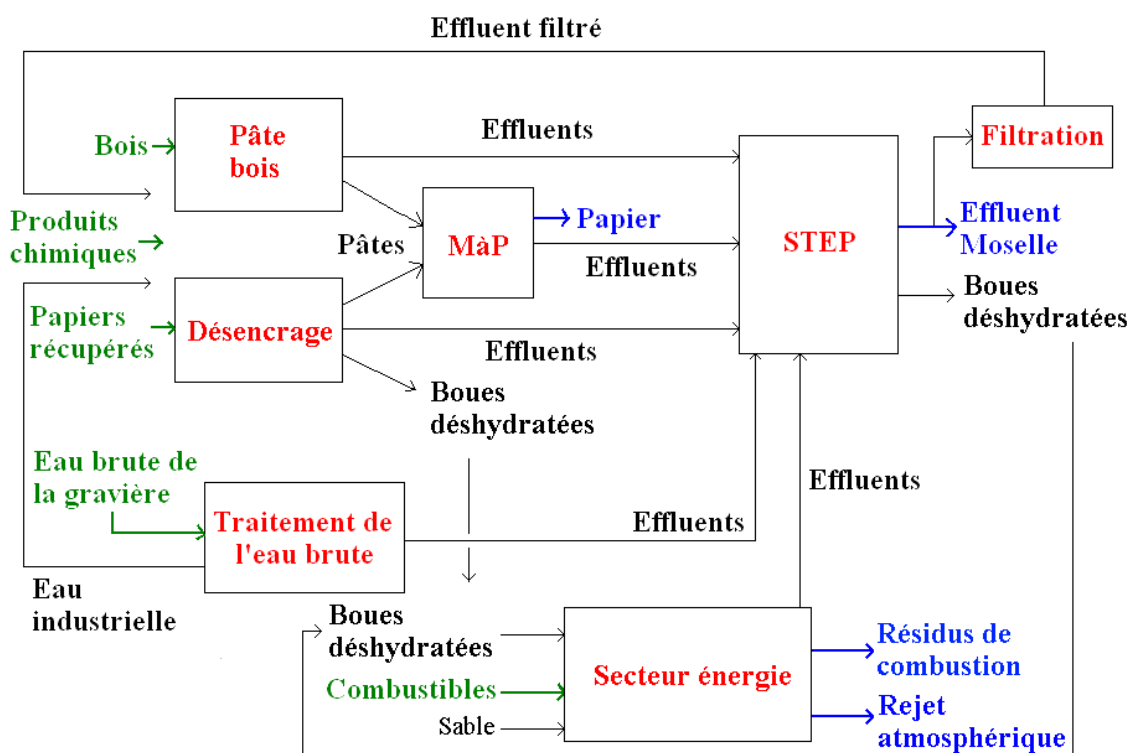 Effluent filtré
Bois
Pâte
bois
Effluents
Filtration
Produits
chimiques
Pâtes
MàP
Papier
Effluents
STEP
Effluent
Moselle
Papiers
récupérés
Désencrage
Effluents
Boues
déshydratées
Boues
déshydratées
Eau brute de
la gravière
Traitement de
l'eau brute
Effluents
Effluents
Eau
industrielle
Boues
déshydratées
Combustibles
Sable
Secteur énergie
Résidus de
combustion
Rejet
atmosphérique